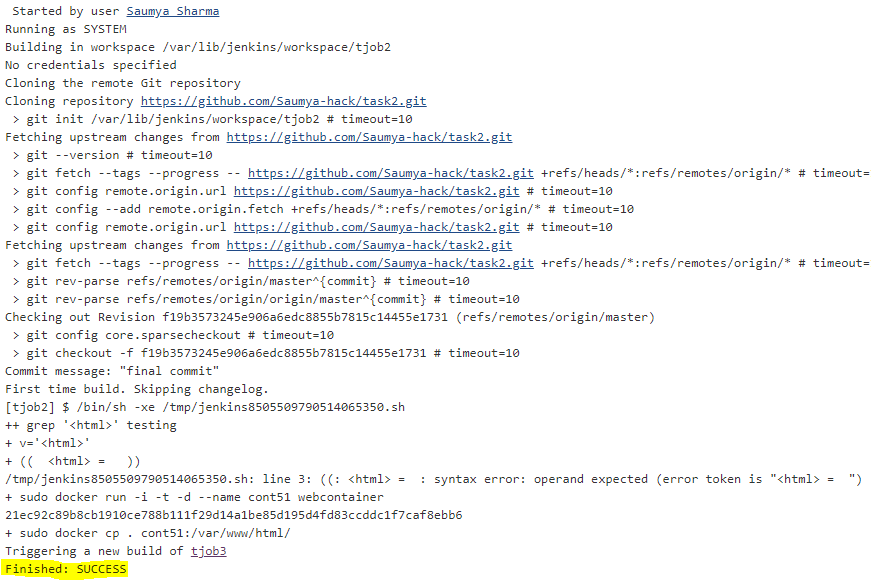 Started by user Saumya Sharma
Running as SYSTEM
Building in workspace /var/lib/jenkins/workspace/tjob2
No credentials specified
Cloning the remote Git repository
Cloning repository https://github.com/Saumya-hack/task2.git
> git init /var/lib/jenkins/workspace/tjob2 # timeout=10
Fetching upstream changes from https://github.com/Saumya-hack/task2.git
> git --version # timeout=10
> git fetch --tags --progress -- https://github.com/Saumya-hack/task2.git +refs/heads/*:refs/remotes/origin/* # timeout=
> git config remote.origin.url https://github.com/Saumya-hack/task2.git # timeout=10
> git config --add remote.origin.fetch +refs/heads/*:refs/remotes/origin/* # timeout=10
> git config remote.origin.url https://github.com/Saumya-hack/task2.git # timeout=10
Fetching upstream changes from https://github.com/Saumya-hack/task2.git
> git fetch --tags --progress -- https://github.com/Saumya-hack/task2.git +refs/heads/*:refs/remotes/origin/* # timeout=
> git rev-parse refs/remotes/origin/master^{commit} # timeout=10
> git rev-parse refs/remotes/origin/origin/master^{commit} # timeout=10
Checking out Revision f19b3573245e906a6edc8855b7815c14455e1731 (refs/remotes/origin/master)
> git config core.sparsecheckout # timeout=10
> git checkout -f f19b3573245e906a6edc8855b7815c14455e1731 # timeout=10
Commit message: "final commit"
First time build. Skipping changelog.
[tjob2] $ /bin/sh -xe /tmp/jenkins8505509790514065350.sh
++ grep '<html>' testing
+ v='<html>'
+ ((  <html> =   ))
/tmp/jenkins8505509790514065350.sh: line 3: ((: <html> =  : syntax error: operand expected (error token is "<html> =  ")
+ sudo docker run -i -t -d --name cont51 webcontainer
21ec92c89b8cb1910ce788b111f29d14a1be85d195d4fd83ccddc1f7caf8ebb6
+ sudo docker cp . cont51:/var/www/html/
Triggering a new build of tjob3
Finished: SUCCESS